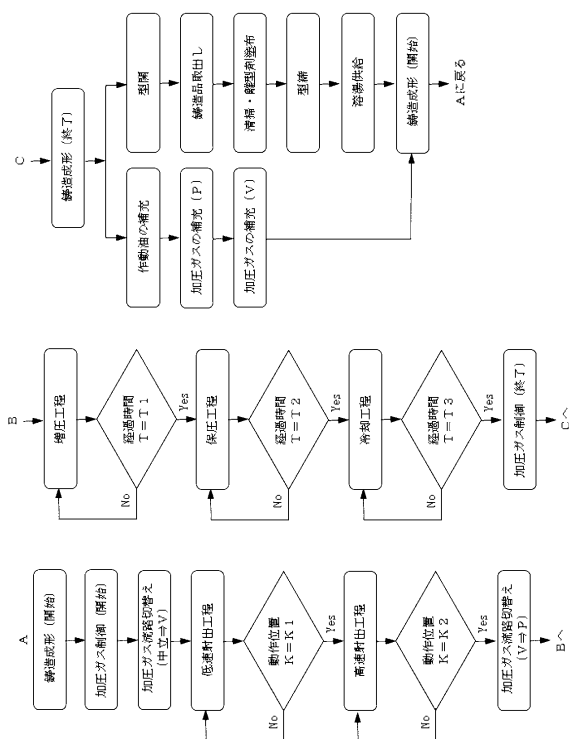 A
鋳造成形 (開始)
加圧ガス制御 (開始)
加圧ガス流路切替え
(中立⇒V)
低速射出工程
動作位置
K=K1
No
Yes
高速射出工程
動作位置
K=K2
No
Yes
加圧ガス流路切替え
(V⇒P)
Bへ
B
増圧工程
経過時間
T=T1
No
Yes
保圧工程
経過時間
T=T2
No
Yes
冷却工程
経過時間
T=T3
No
Yes
加圧ガス制御 (終了)
Cへ
C
鋳造成形 (終了)
作動油の補充
加圧ガスの補充 (P)
加圧ガスの補充 (V)
型開
鋳造品取出し
清掃・離型剤塗布
型締
溶湯供給
鋳造成形 (開始)
Aに戻る